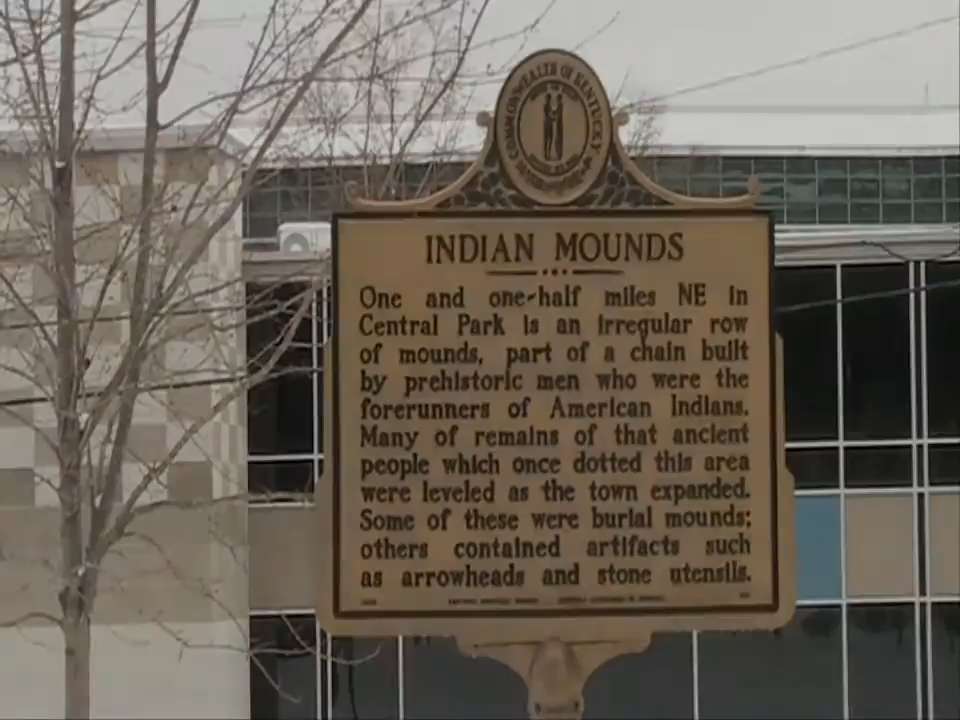 COMMONWEALTH OF KENTUCKY
INDIAN MOUNDS
One and one-half miles NE in
Central Park is an irregular row
of mounds, part of a chain built
by prehistoric men who were the
forerunners of American Indians.
Many of remains of that ancient
people which once dotted this area
were leveled as the town expanded.
Some of these were burial mounds;
others contained artifacts such
as arrowheads and stone utensils.